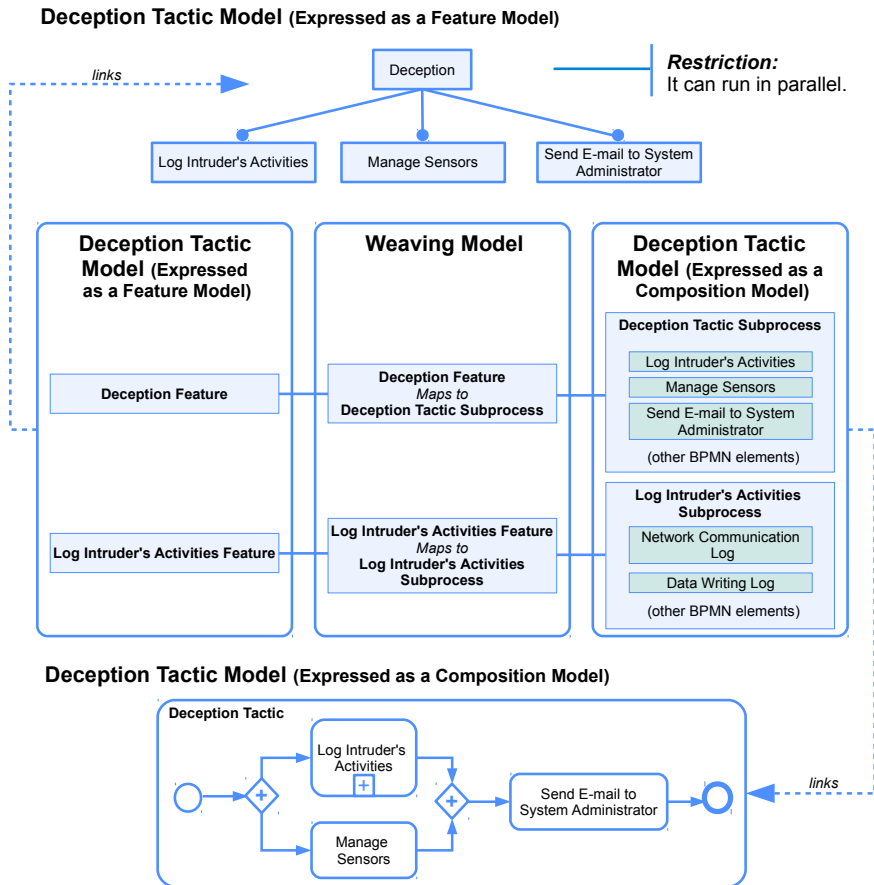 Deception Tactic Model (Expressed as a Feature Model)
links
Deception
Restriction:
It can run in parallel.
Log Intruder's Activities
Manage Sensors
Send E-mail to System
Administrator
Deception Tactic
Model (Expressed
as a Feature Model)
Deception Feature
Log Intruder's Activities Feature
Weaving Model
Deception Feature
Maps to
Deception Tactic Subprocess
Log Intruder's Activities Feature
Maps to
Log Intruder's Activities
Subprocess
Deception Tactic
Model (Expressed as a
Composition Model)
Deception Tactic Subprocess
Log Intruder's Activities
Manage Sensors
Send E-mail to System
Administrator
(other BPMN elements)
Log Intruder's Activities
Subprocess
Network Communication
Log
Data Writing Log
(other BPMN elements)
Deception Tactic Model (Expressed as a Composition Model)
Deception Tactic
Log Intruder's
Activities
Manage
Sensors
Send E-mail to
System Administrator
links